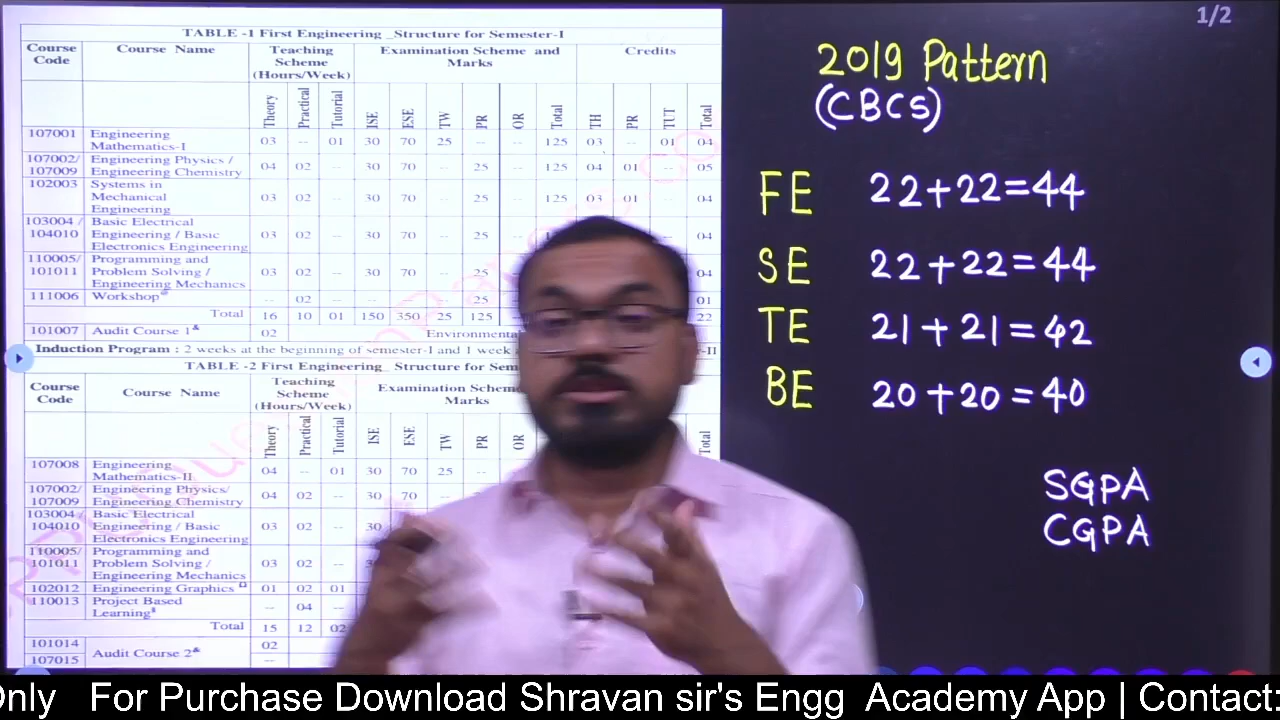 1/2
TABLE -1 First Engineering _Structure for Semester-I
Course Code Course Name Teaching Scheme (Hours/Week) Examination Scheme and Marks Credits
Theory Practical Tutorial ISE ESE TW PR OR Total TH PR TUT Total
107001 Engineering Mathematics-I 03 -- 01 30 70 25 -- -- 125 03 -- 01 04
107002/ 107009 Engineering Physics / Engineering Chemistry 04 02 -- 30 70 -- 25 -- 125 04 01 -- 05
102003 Systems in Mechanical Engineering 03 02 -- 30 70 -- 25 -- 125 03 01 -- 04
103004 / 104010 Basic Electrical Engineering / Basic Electronics Engineering 03 02 -- 30 70 -- 25 -- 04
110005/ 101011 Programming and Problem Solving / Engineering Mechanics 03 02 -- 30 70 -- 25 04
111006 Workshop@ -- 02 25 01
Total 16 10 01 150 350 25 125 22
101007 Audit Course 1& 02 Environmenta
Induction Program : 2 weeks at the beginning of semester-I and 1 week -II
TABLE -2 First Engineering_ Structure for Sem
Course Code Course Name Teaching Scheme (Hours/Week) Examination Schem Marks
Theory Practical Tutorial ISE ESE TW PR OR Total
107008 Engineering Mathematics-II 04 -- 01 30 70 25 --
107002/ 107009 Engineering Physics/ Engineering Chemistry 04 02 -- 30 70
103004 / 104010 Basic Electrical Engineering / Basic Electronics Engineering 03 02 -- 30
110005/ 101011 Programming and Problem Solving / Engineering Mechanics 03 02 --
102012 Engineering Graphics Ω 01 02 01
110013 Project Based Learning§ -- 04
Total 15 12 02
101014 107015 Audit Course 2& 02 --
2019 Pattern
(CBCS)
FE 22+22=44
SE 22+22=44
TE 21+21=42
BE 20+20=40
SGPA
CGPA
Only For Purchase Download Shravan sir's Engg Academy App | Contact: